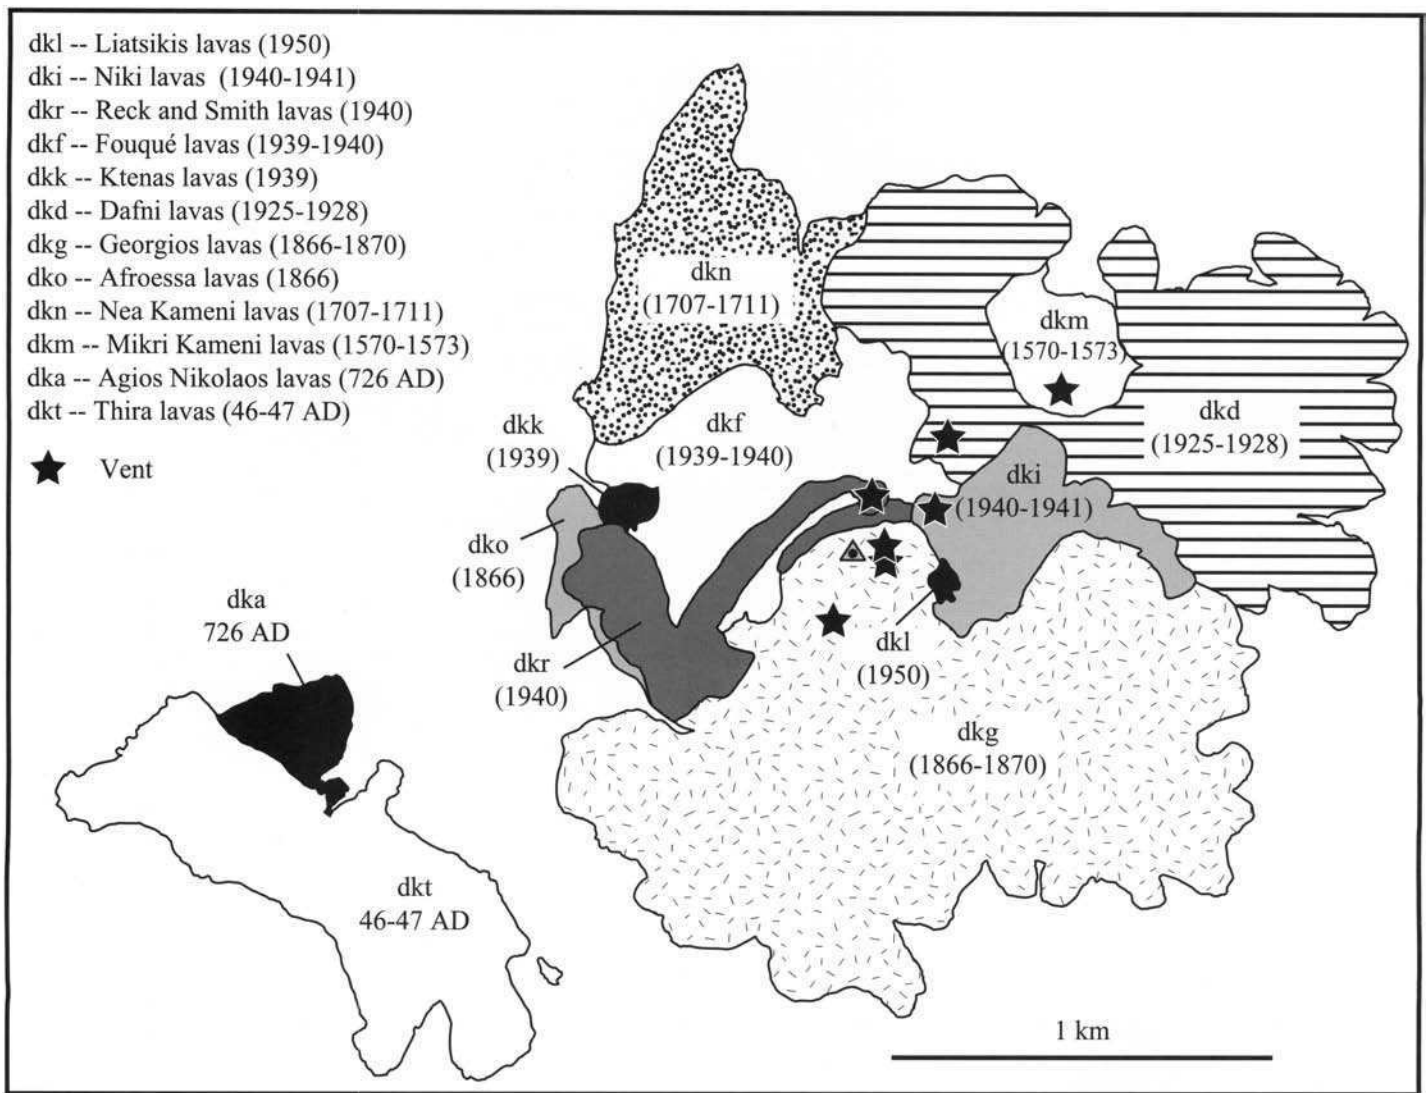 dkl -- Liatsikis lavas (1950)
dki -- Niki lavas (1940-1941)
dkr -- Reck and Smith lavas (1940)
dkf -- Fouqué lavas (1939-1940)
dkk -- Ktenas lavas (1939)
dkd -- Dafni lavas (1925-1928)
dkg -- Georgios lavas (1866-1870)
dko -- Afroessa lavas (1866)
dkn -- Nea Kameni lavas (1707-1711)
dkm -- Mikri Kameni lavas (1570-1573)
dka -- Agios Nikolaos lavas (726 AD)
dkt -- Thira lavas (46-47 AD)
Vent
dkn
(1707-1711)
dkm
(1570-1573)
dkd
(1925-1928)
dkf
(1939-1940)
dkk
(1939)
dki
(1940-1941)
dko
(1866)
dka
726 AD
dkr
(1940)
dkl
(1950)
dkg
(1866-1870)
dkt
46-47 AD
1 km